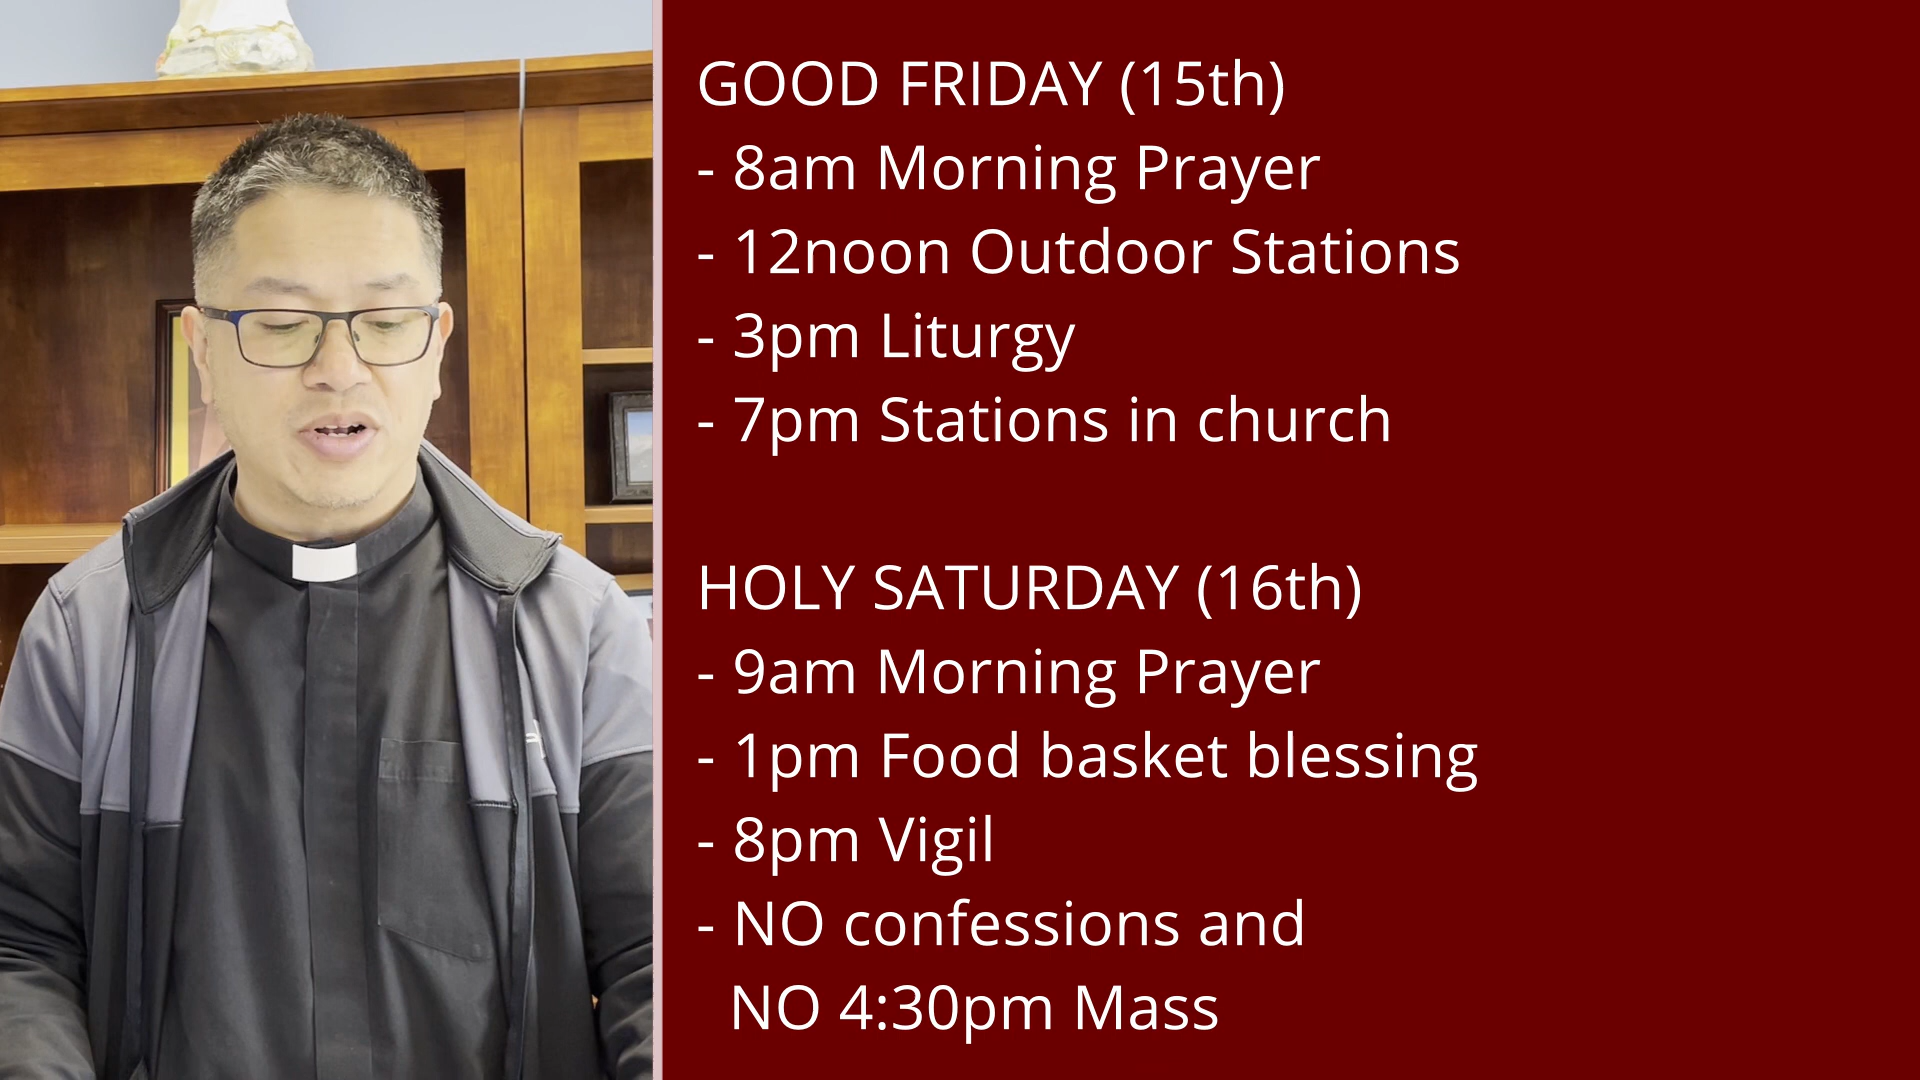 GOOD FRIDAY (15th)
- 8am Morning Prayer
- 12noon Outdoor Stations
- 3pm Liturgy
- 7pm Stations in church
HOLY SATURDAY (16th)
- 9am Morning Prayer
- 1pm Food basket blessing
- 8pm Vigil
- NO confessions and
NO 4:30pm Mass